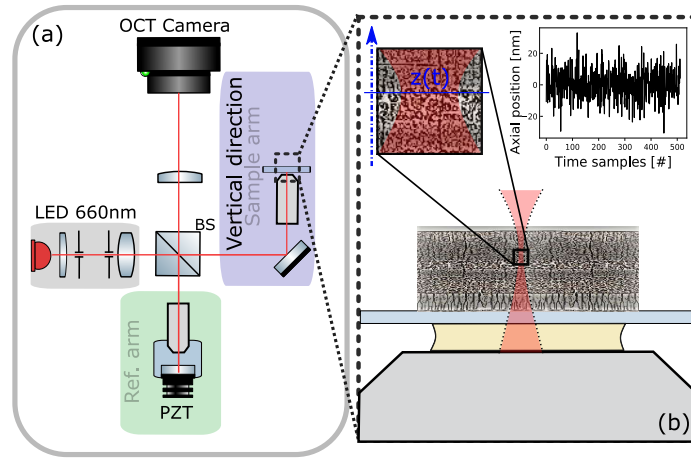 (a)
OCT Camera
Vertical direction
Sample arm
LED 660nm
BS
Ref. arm
PZT
z(t)
Axial position [nm]
20
0
−20
0 100 200 300 400 500
Time samples [#]
(b)